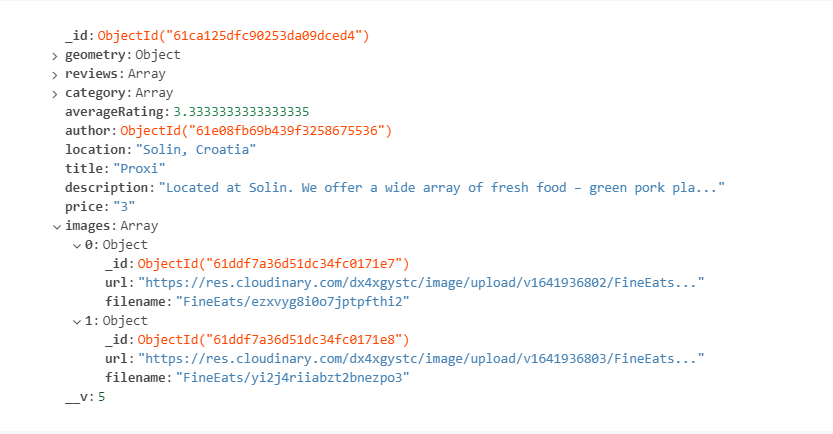 _id: ObjectId("61ca125dfc90253da09dced4")
geometry: Object
reviews: Array
category: Array
averageRating: 3.3333333333333335
author: ObjectId("61e08fb69b439f3258675536")
location: "Solin, Croatia"
title: "Proxi"
description: "Located at Solin. We offer a wide array of fresh food – green pork pla..."
price: "3"
images: Array
0: Object
_id: ObjectId("61ddf7a36d51dc34fc0171e7")
url: "https://res.cloudinary.com/dx4xgystc/image/upload/v1641936802/FineEats..."
filename: "FineEats/ezxvyg8i0o7jptpfthi2"
1: Object
_id: ObjectId("61ddf7a36d51dc34fc0171e8")
url: "https://res.cloudinary.com/dx4xgystc/image/upload/v1641936803/FineEats..."
filename: "FineEats/yi2j4riiabzt2bnezpo3"
__v: 5